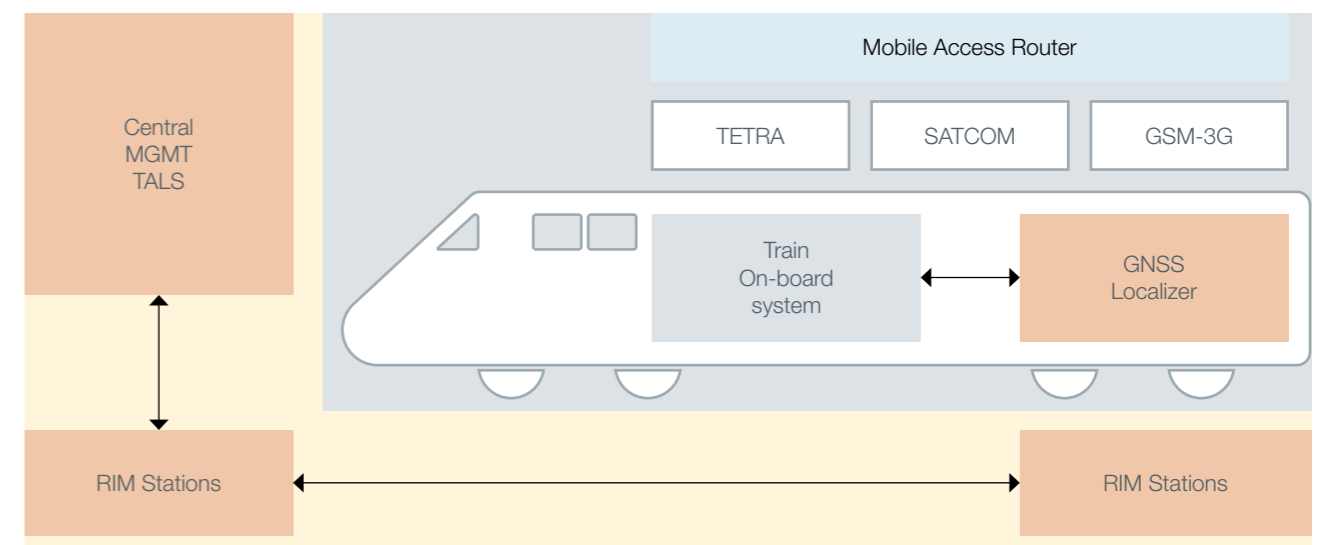 Mobile Access Router
Central
MGMT
TALS
TETRA
SATCOM
GSM-3G
Train
On-board
system
GNSS
Localizer
RIM Stations
RIM Stations